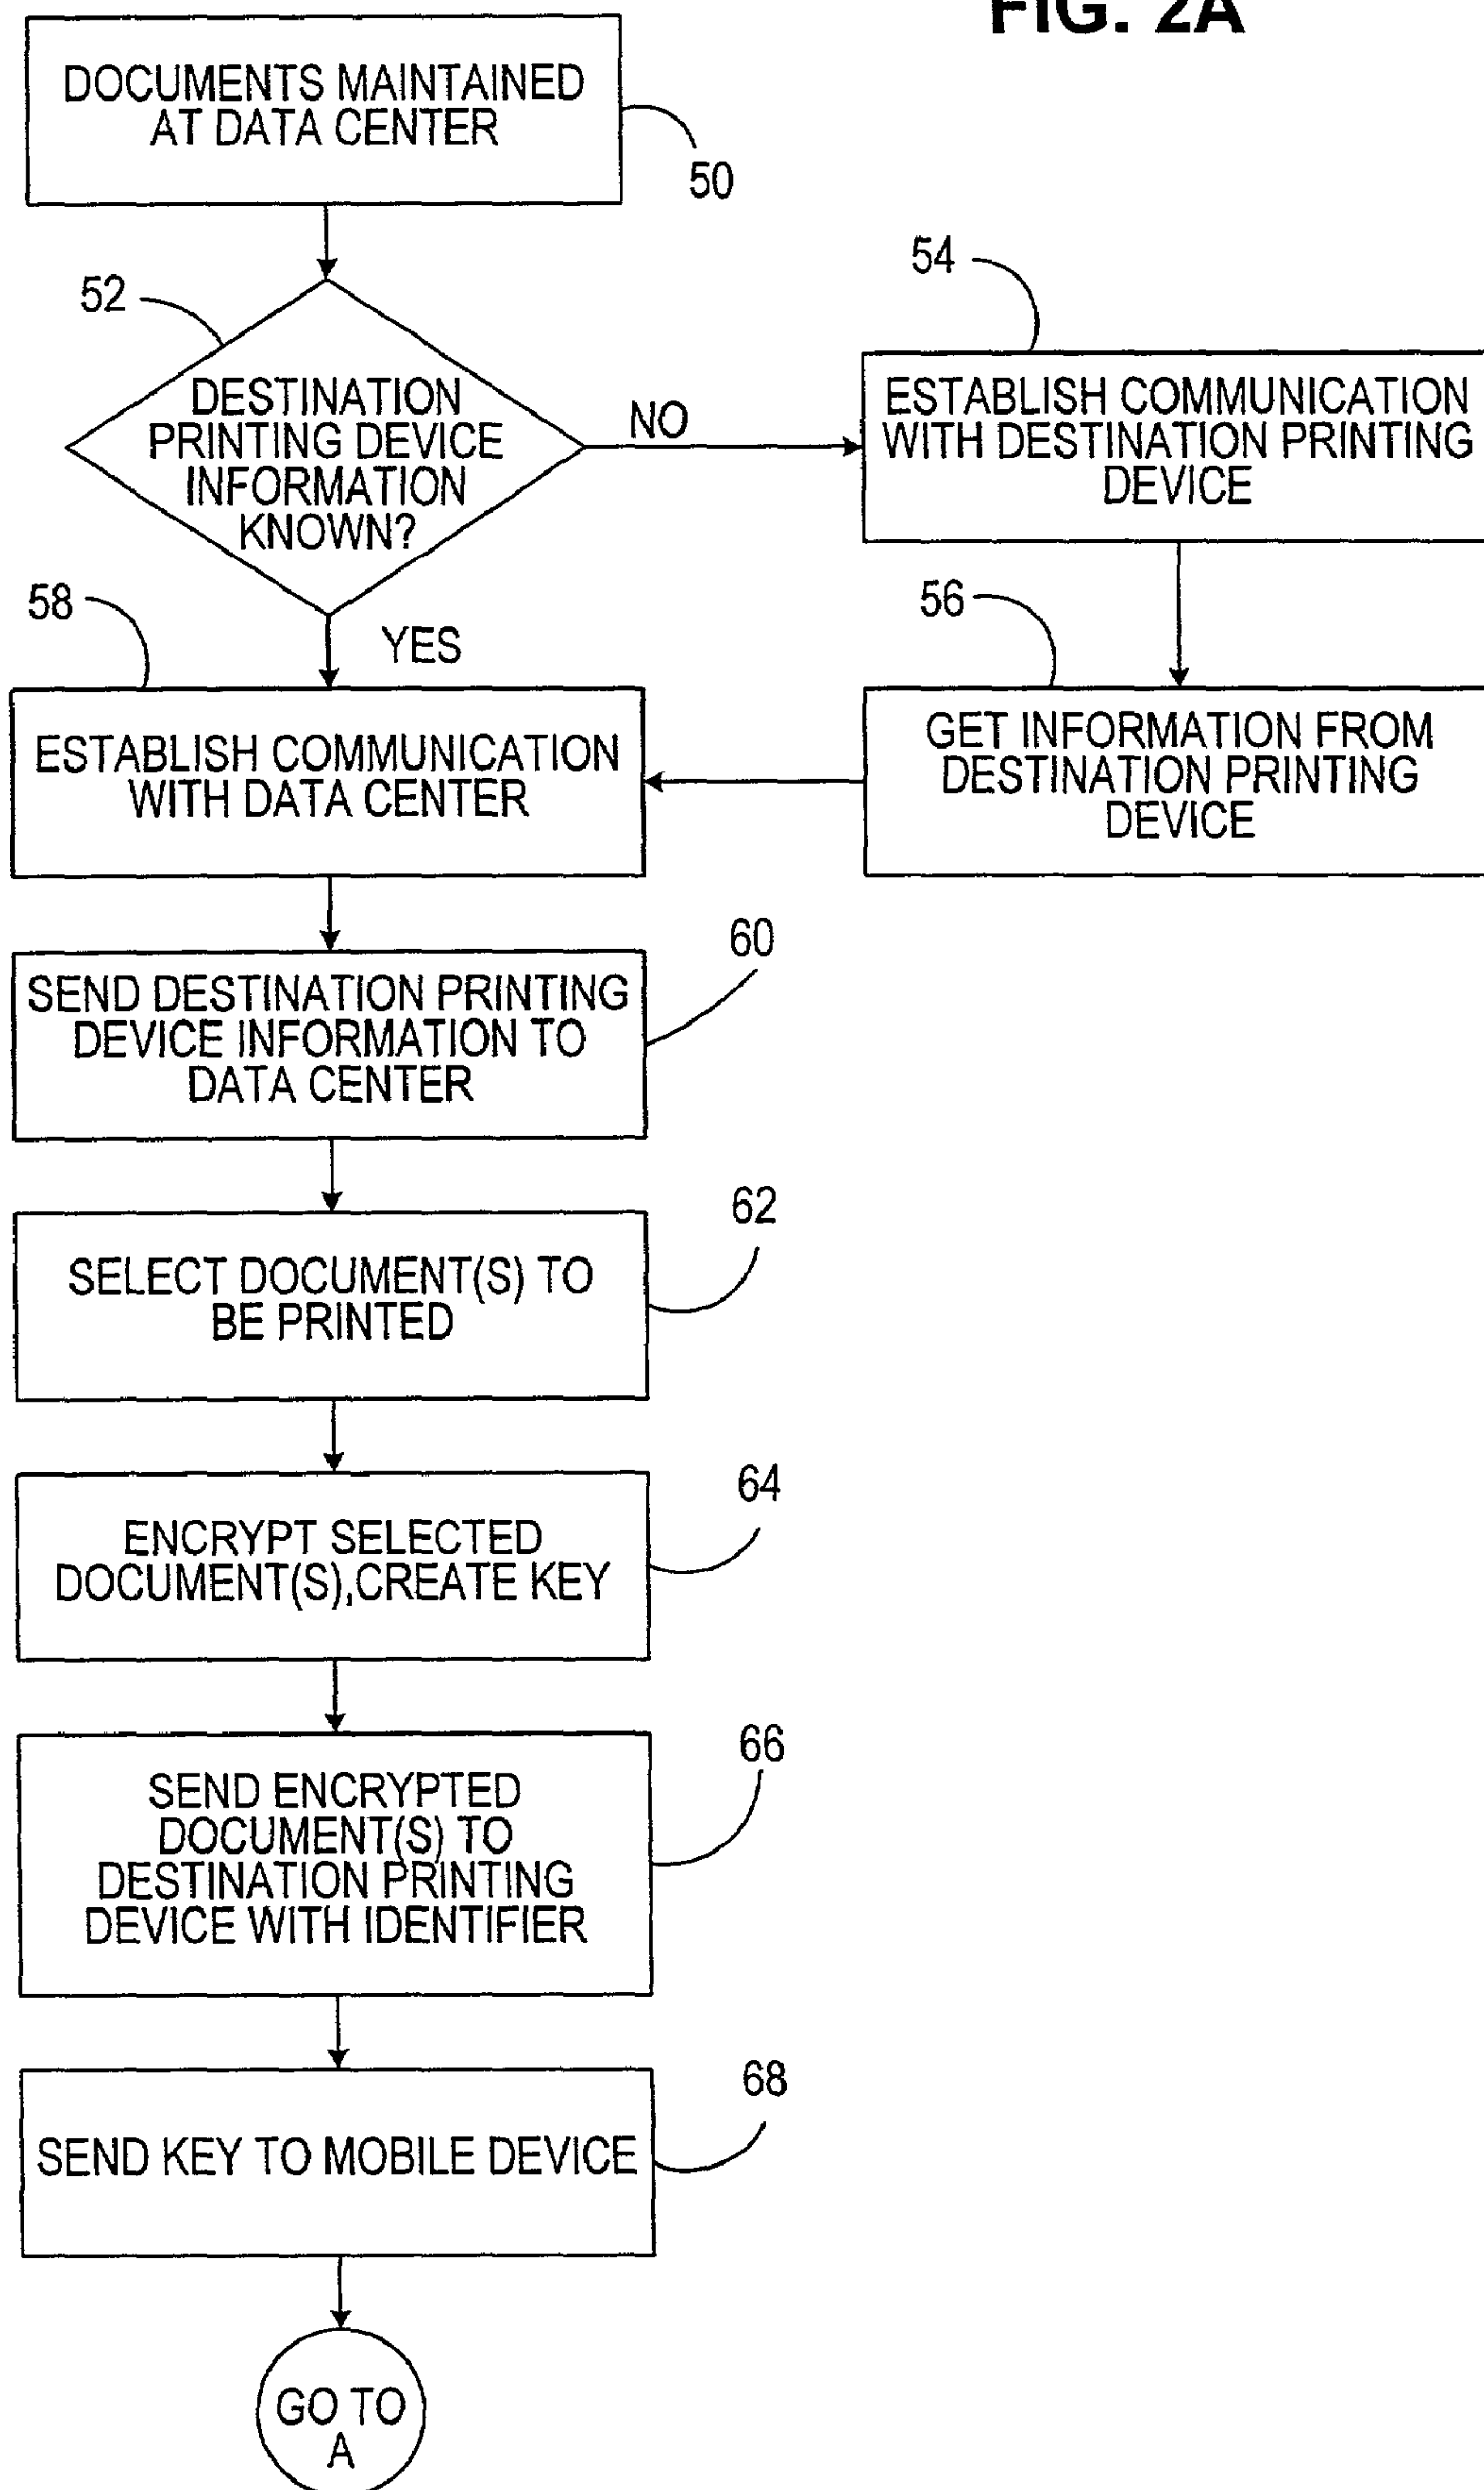 FIG. 2A
DOCUMENTS MAINTAINED
AT DATA CENTER
50
52
DESTINATION
PRINTING DEVICE
INFORMATION
KNOWN?
NO
YES
54
ESTABLISH COMMUNICATION
WITH DESTINATION PRINTING
DEVICE
56
GET INFORMATION FROM
DESTINATION PRINTING
DEVICE
58
ESTABLISH COMMUNICATION
WITH DATA CENTER
60
SEND DESTINATION PRINTING
DEVICE INFORMATION TO
DATA CENTER
62
SELECT DOCUMENT(S) TO
BE PRINTED
64
ENCRYPT SELECTED
DOCUMENT(S),CREATE KEY
66
SEND ENCRYPTED
DOCUMENT(S) TO
DESTINATION PRINTING
DEVICE WITH IDENTIFIER
68
SEND KEY TO MOBILE DEVICE
GO TO
A